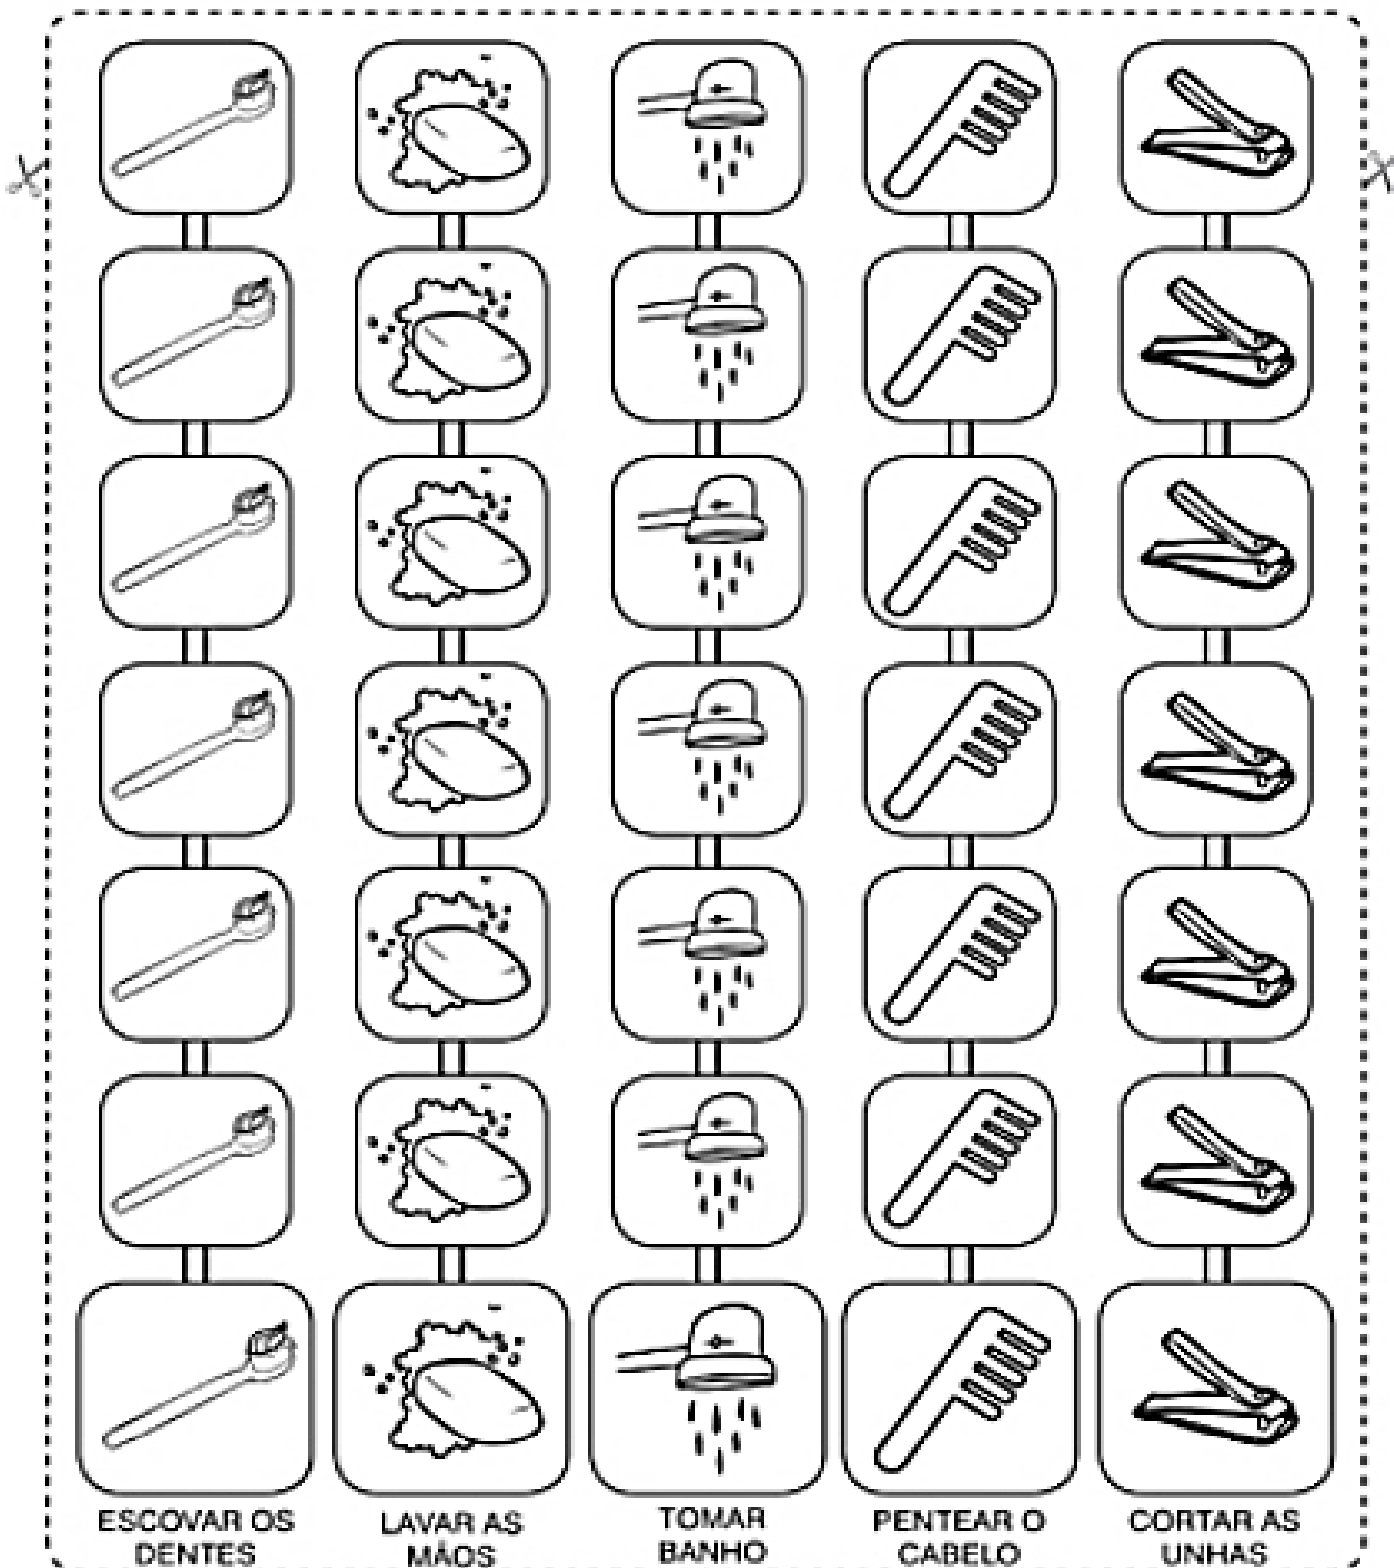 ESCOVAR OS
DENTES
LAVAR AS
MÃOS
TOMAR
BANHO
PENTEAR O
CABELO
CORTAR AS
UNHAS